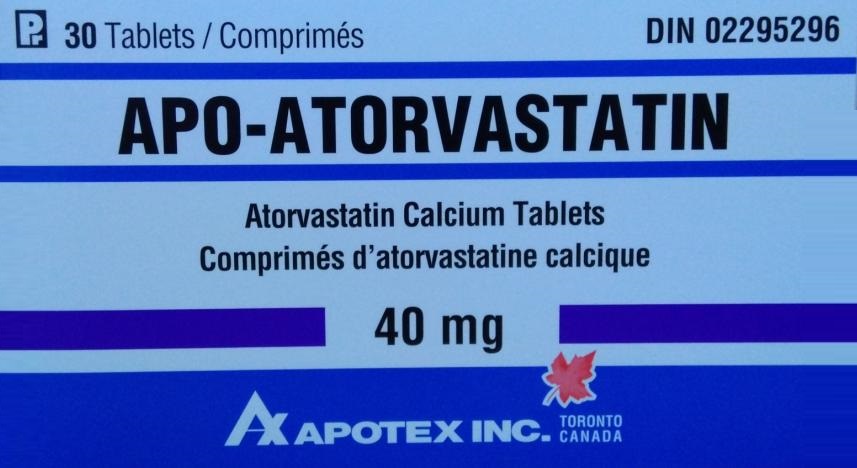 Pr 30 Tablets / Comprimés
DIN 02295296
APO-ATORVASTATIN
Atorvastatin Calcium Tablets
Comprimés d'atorvastatine calcique
40 mg
APOTEX INC. TORONTO
CANADA